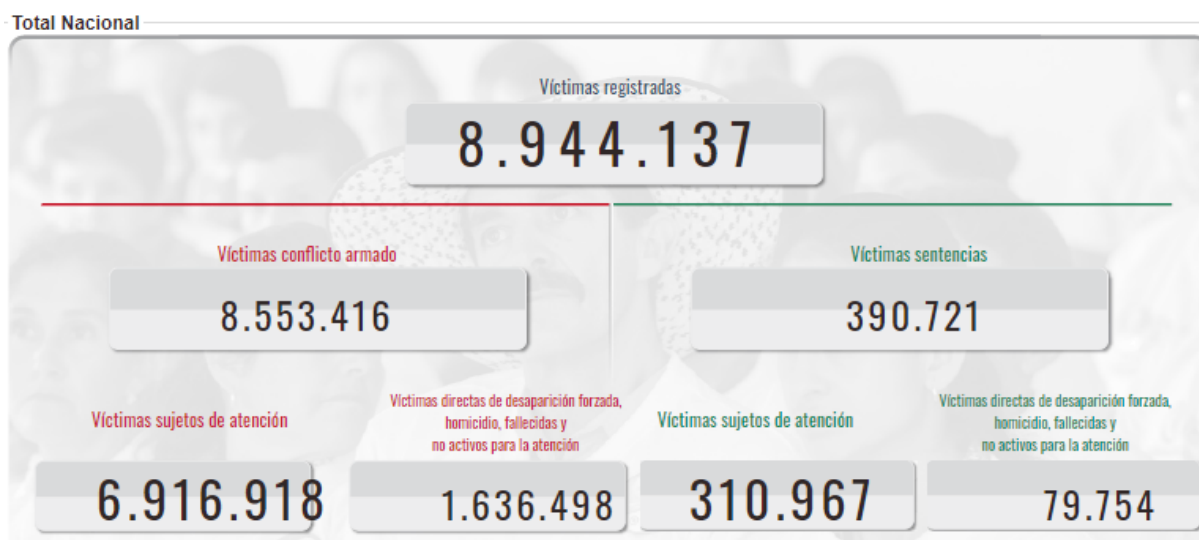 Total Nacional
Víctimas registradas
8.944.137
Víctimas conflicto armado
8.553.416
Víctimas sentencias
390.721
Víctimas sujetos de atención
6.916.918
Víctimas directas de desaparición forzada,
homicidio, fallecidas y
no activos para la atención
1.636.498
Víctimas sujetos de atención
310.967
Víctimas directas de desaparición forzada,
homicidio, fallecidas y
no activos para la atención
79.754